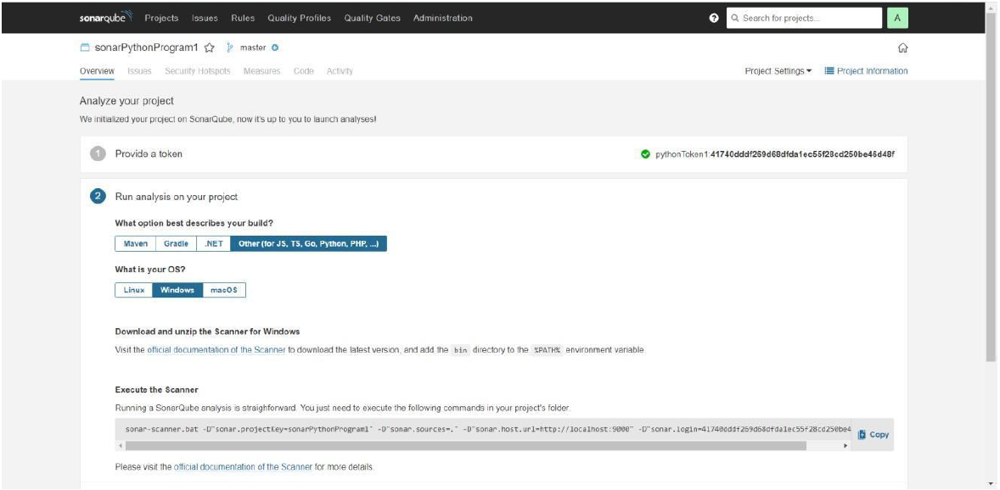 sonarqube Projects Issues Rules Quality Profiles Quality Gates Administration ? Search for projects... A
sonarPythonProgram1 master
Overview Issues Security Hotspots Measures Code Activity Project Settings Project Information
Analyze your project
We initialized your project on SonarQube, now it's up to you to launch analyses!
1 Provide a token pythonToken1:41740dddf269d68dfda1ec55f28cd250be46d48f
2 Run analysis on your project
What option best describes your build?
Maven Gradle .NET Other (for JS, TS, Go, Python, PHP, ...)
What is your OS?
Linux Windows macOS
Download and unzip the Scanner for Windows
Visit the official documentation of the Scanner to download the latest version, and add the bin directory to the %PATH% environment variable
Execute the Scanner
Running a SonarQube analysis is straighforward. You just need to execute the following commands in your project's folder.
sonar-scanner.bat -D"sonar.projectKey=sonarPythonProgram1" -D"sonar.sources=." -D"sonar.host.url=http://localhost:9000" -D"sonar.login=41740dddf269d68dfda1ec55f28cd250be4 Copy
Please visit the official documentation of the Scanner for more details.